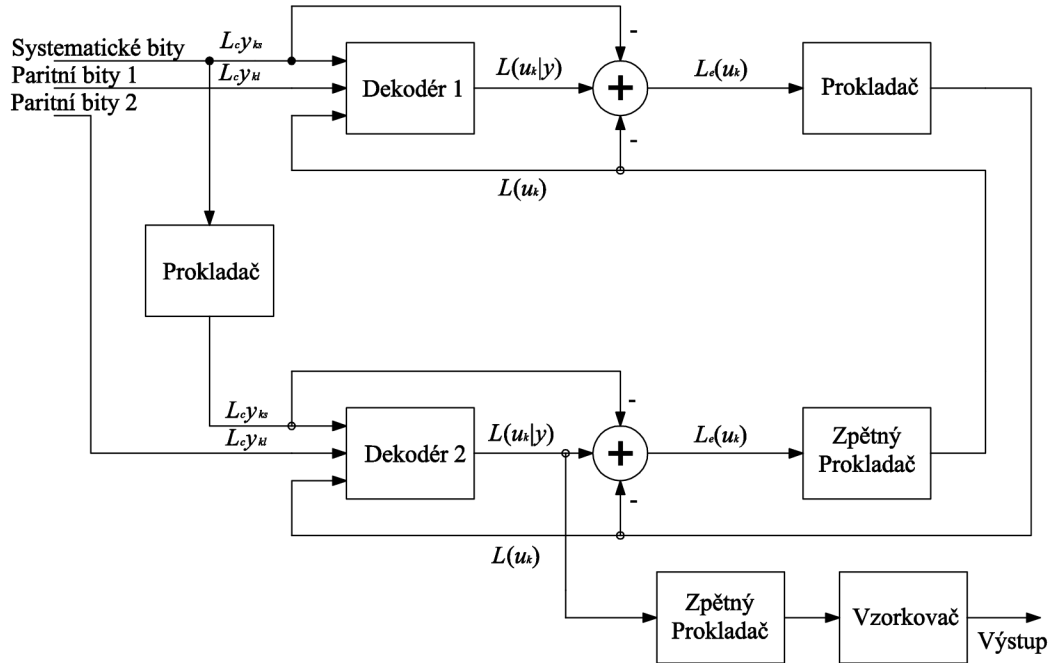 Systematické bity
Paritní bity 1
Paritní bity 2
Lcyks
Lcykl
Dekodér 1
L(uk|y)
-
+
-
Le(uk)
Prokladač
L(uk)
Prokladač
Lcyks
Lcykl
Dekodér 2
L(uk|y)
-
+
-
Le(uk)
Zpětný
Prokladač
L(uk)
Zpětný
Prokladač
Vzorkovač
Výstup